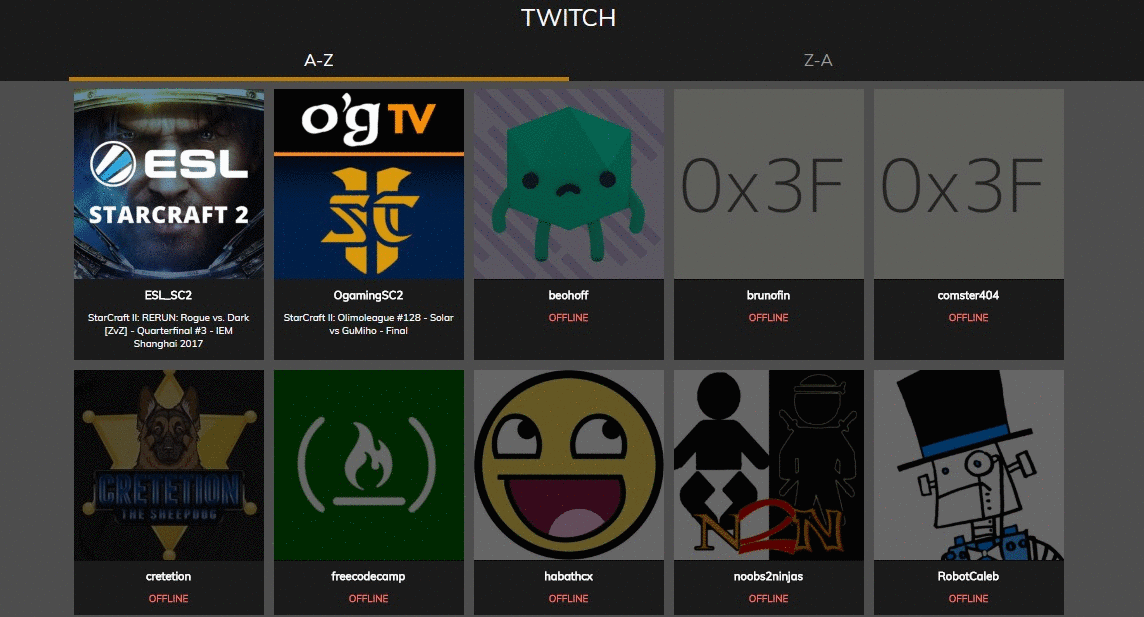 TWITCH
A-Z
Z-A
ESL
STARCRAFT 2
ESL_SC2
StarCraft II: RERUN: Rogue vs. Dark
[ZvZ] - Quarterfinal #3 - IEM
Shanghai 2017
o'g TV
SC
OgamingSC2
StarCraft II: Olimoleague #128 - Solar
vs GuMiho - Final
beohoff
OFFLINE
0x3F
brunofin
OFFLINE
0x3F
comster404
OFFLINE
CRETETION
THE SHEEPDOG
cretetion
OFFLINE
freecodecamp
OFFLINE
habathcx
OFFLINE
N2N
noobs2ninjas
OFFLINE
RobotCaleb
OFFLINE